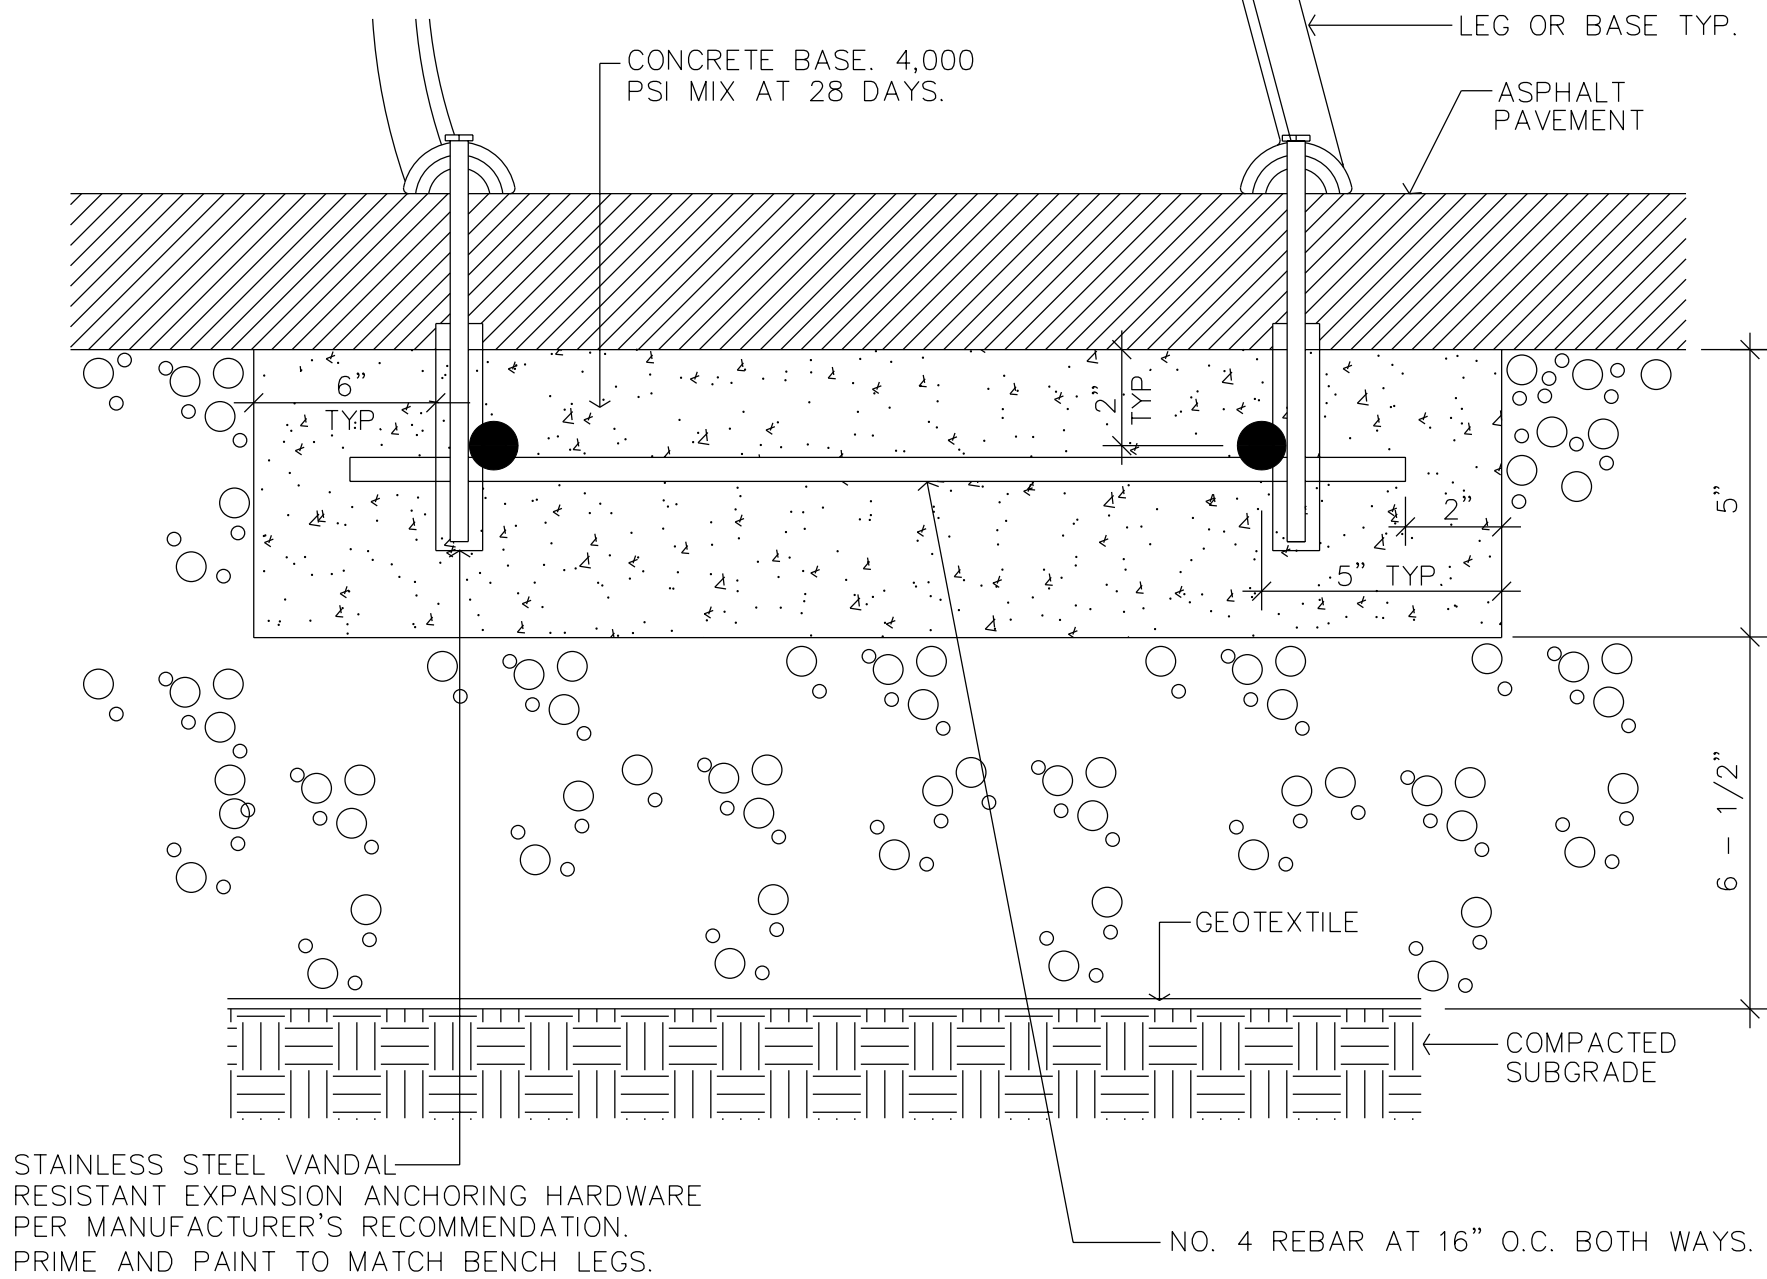 LEG OR BASE TYP.
CONCRETE BASE. 4,000
PSI MIX AT 28 DAYS.
ASPHALT
PAVEMENT
6"
TYP.
2"
TYP
5"
2"
5" TYP.
6 – 1/2"
GEOTEXTILE
COMPACTED
SUBGRADE
STAINLESS STEEL VANDAL
RESISTANT EXPANSION ANCHORING HARDWARE
PER MANUFACTURER'S RECOMMENDATION.
PRIME AND PAINT TO MATCH BENCH LEGS.
NO. 4 REBAR AT 16" O.C. BOTH WAYS.